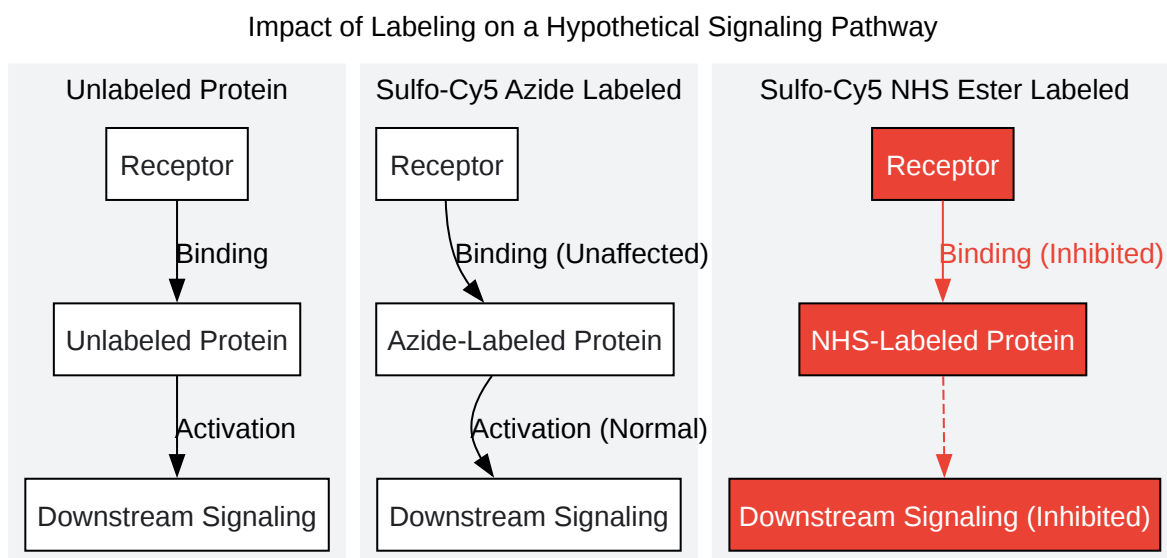 Impact of Labeling on a Hypothetical Signaling Pathway
Unlabeled Protein
Receptor
Binding
Unlabeled Protein
Activation
Downstream Signaling
Sulfo-Cy5 Azide Labeled
Receptor
Binding (Unaffected)
Azide-Labeled Protein
Activation (Normal)
Downstream Signaling
Sulfo-Cy5 NHS Ester Labeled
Receptor
Binding (Inhibited)
NHS-Labeled Protein
Downstream Signaling (Inhibited)